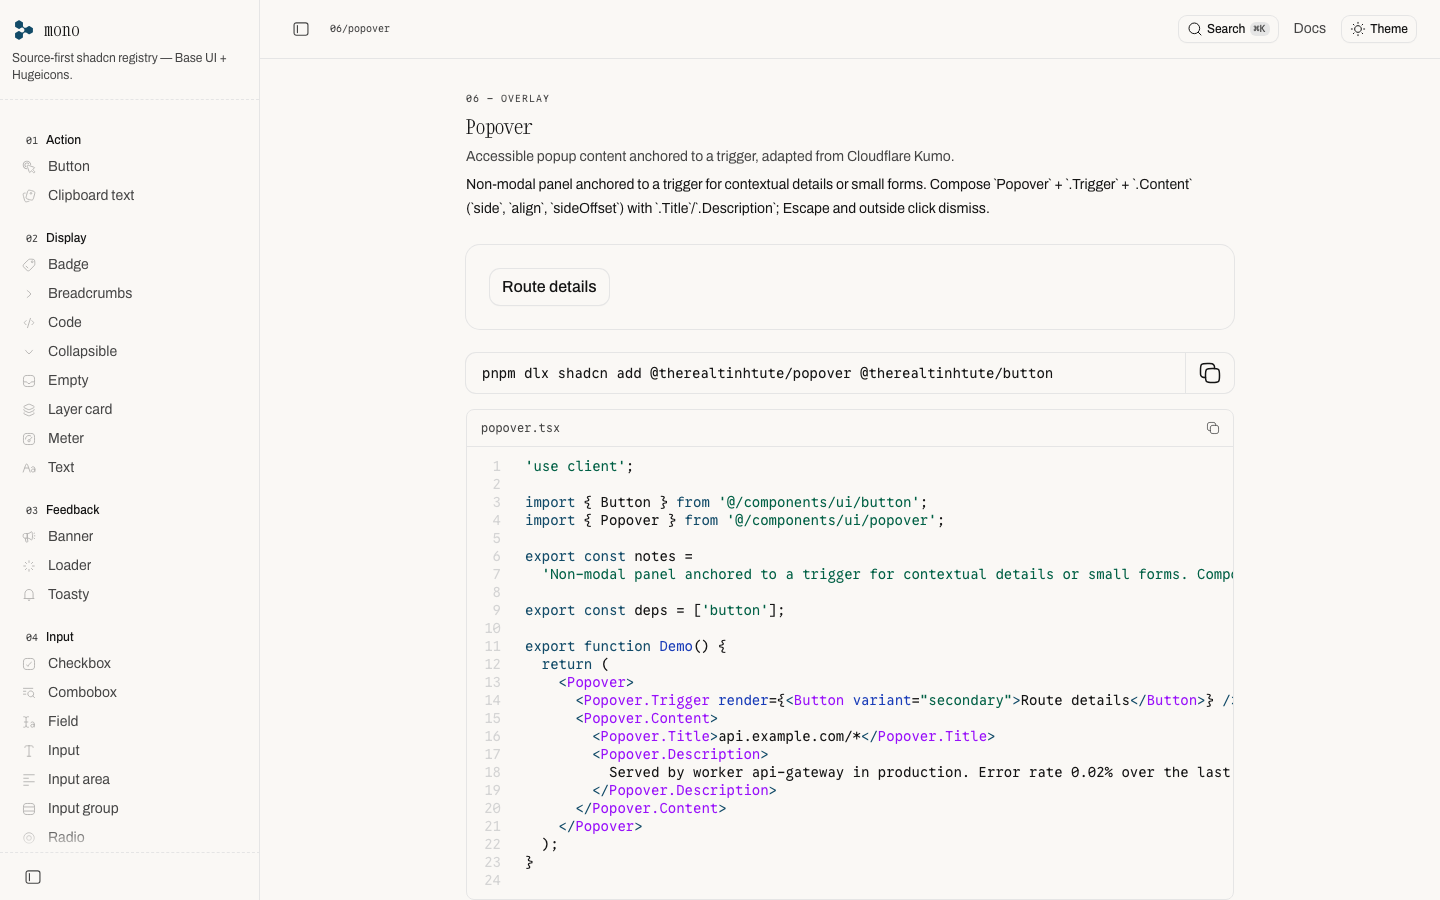 mono
Source-first shadcn registry — Base UI +
Hugeicons.
01 Action
Button
Clipboard text
02 Display
Badge
Breadcrumbs
Code
Collapsible
Empty
Layer card
Meter
Text
03 Feedback
Banner
Loader
Toasty
04 Input
Checkbox
Combobox
Field
Input
Input area
Input group
Radio
06/popover
Search ⌘K
Docs
Theme
06 — OVERLAY
Popover
Accessible popup content anchored to a trigger, adapted from Cloudflare Kumo.
Non-modal panel anchored to a trigger for contextual details or small forms. Compose `Popover` + `.Trigger` + `.Content`
(`side`, `align`, `sideOffset`) with `.Title`/`.Description`; Escape and outside click dismiss.
Route details
pnpm dlx shadcn add @therealtinhtute/popover @therealtinhtute/button
popover.tsx
1 'use client';
2
3 import { Button } from '@/components/ui/button';
4 import { Popover } from '@/components/ui/popover';
5
6 export const notes =
7 'Non-modal panel anchored to a trigger for contextual details or small forms. Compo
8
9 export const deps = ['button'];
10
11 export function Demo() {
12 return (
13 <Popover>
14 <Popover.Trigger render={<Button variant="secondary">Route details</Button>} />
15 <Popover.Content>
16 <Popover.Title>api.example.com/*</Popover.Title>
17 <Popover.Description>
18 Served by worker api-gateway in production. Error rate 0.02% over the last
19 </Popover.Description>
20 </Popover.Content>
21 </Popover>
22 );
23 }
24